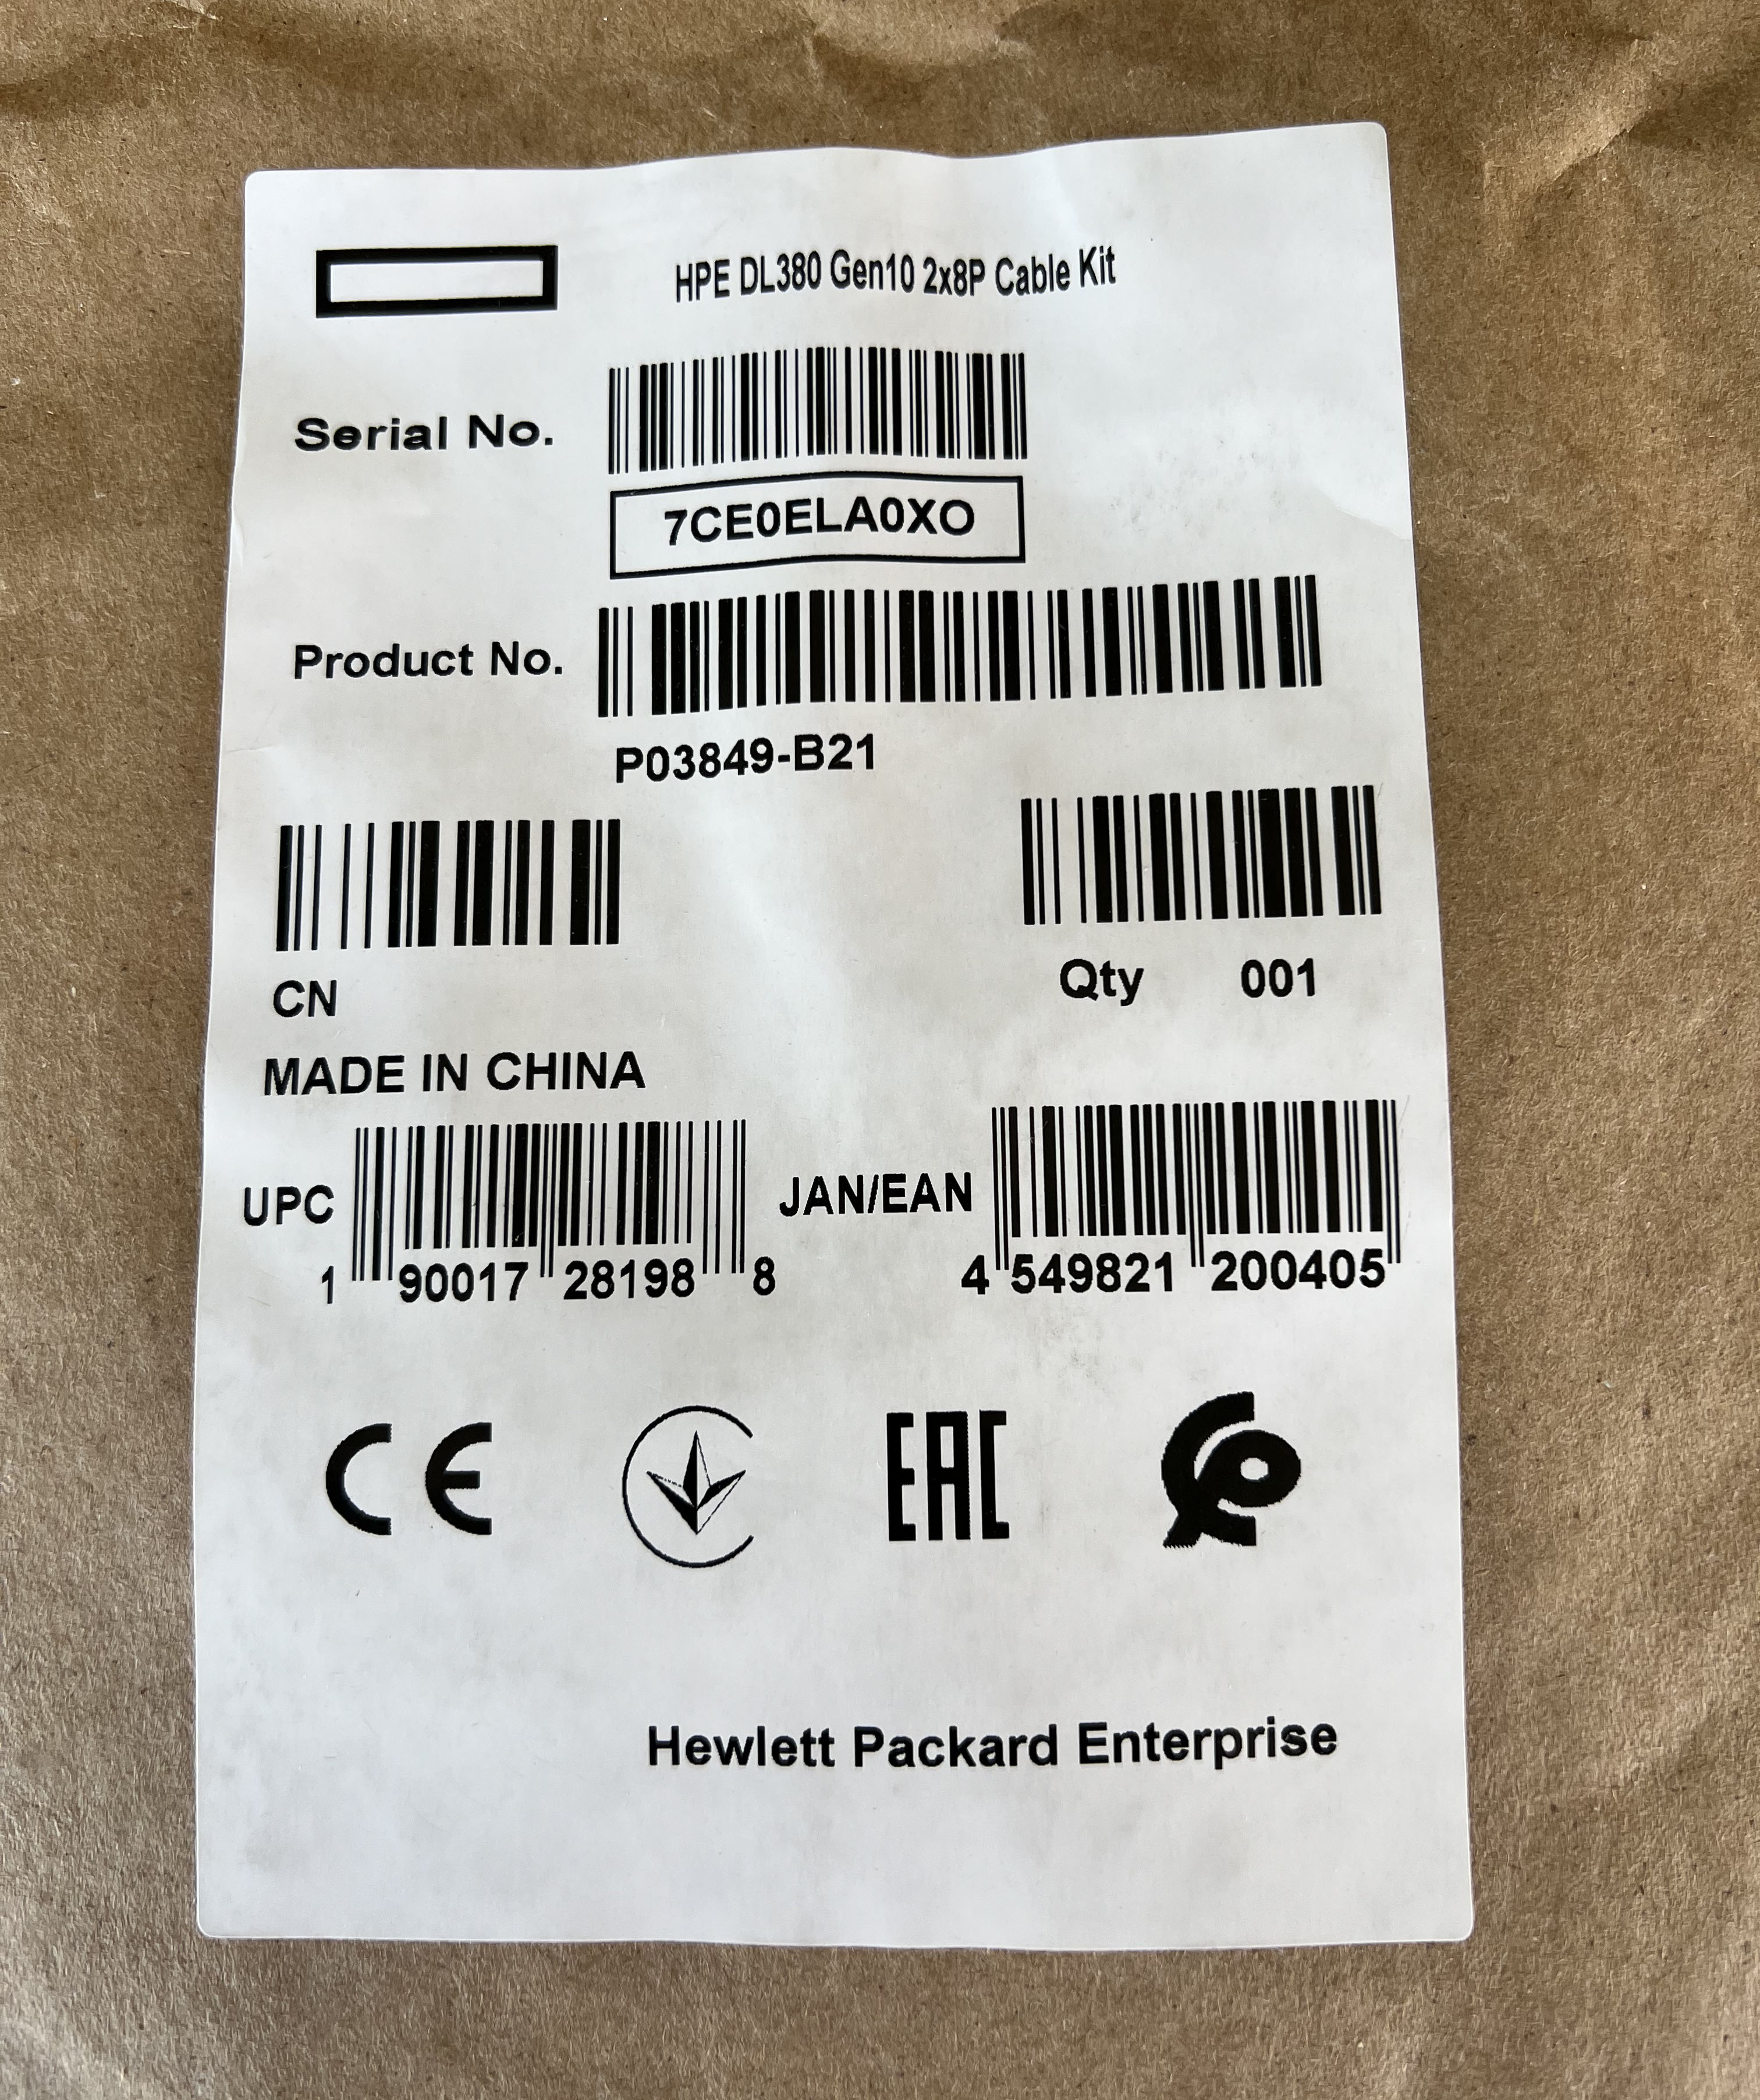 HPE DL380 Gen10 2x8P Cable Kit
Serial No.
7CE0ELA0XO
Product No.
P03849-B21
CN
Qty 001
MADE IN CHINA
UPC
1 90017 28198 8
JAN/EAN
4 549821 200405
CE
EAC
Hewlett Packard Enterprise